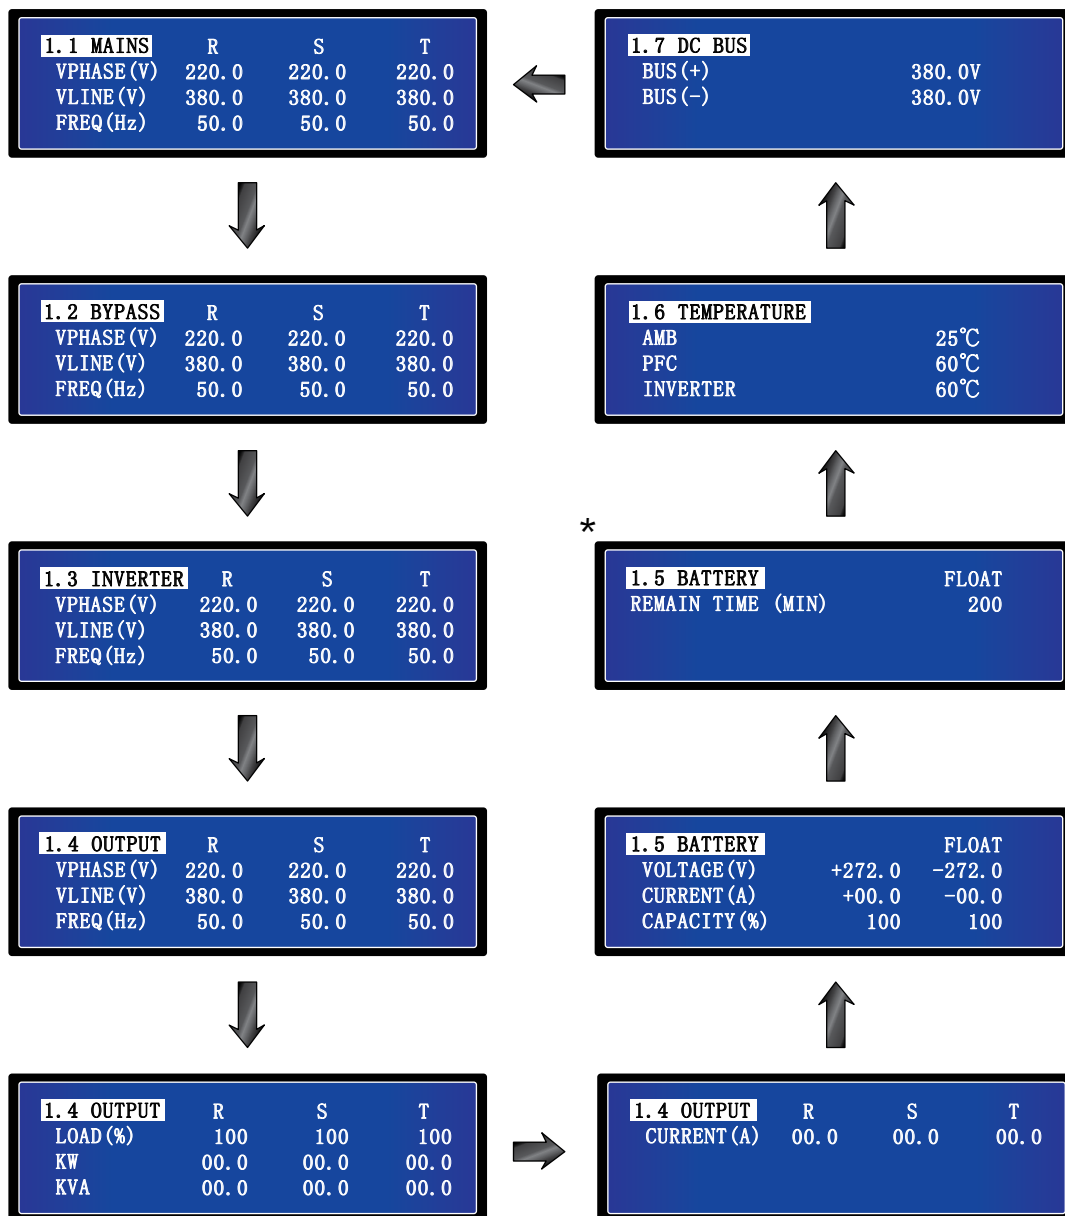 1.1 MAINS R S T
VPHASE(V) 220.0 220.0 220.0
VLINE(V) 380.0 380.0 380.0
FREQ(Hz) 50.0 50.0 50.0
1.2 BYPASS R S T
VPHASE(V) 220.0 220.0 220.0
VLINE(V) 380.0 380.0 380.0
FREQ(Hz) 50.0 50.0 50.0
1.3 INVERTER R S T
VPHASE(V) 220.0 220.0 220.0
VLINE(V) 380.0 380.0 380.0
FREQ(Hz) 50.0 50.0 50.0
1.4 OUTPUT R S T
VPHASE(V) 220.0 220.0 220.0
VLINE(V) 380.0 380.0 380.0
FREQ(Hz) 50.0 50.0 50.0
1.4 OUTPUT R S T
LOAD(%) 100 100 100
KW 00.0 00.0 00.0
KVA 00.0 00.0 00.0
1.4 OUTPUT R S T
CURRENT(A) 00.0 00.0 00.0
1.5 BATTERY FLOAT
VOLTAGE(V) +272.0 -272.0
CURRENT(A) +00.0 -00.0
CAPACITY(%) 100 100
*
1.5 BATTERY FLOAT
REMAIN TIME (MIN) 200
1.6 TEMPERATURE
AMB 25℃
PFC 60℃
INVERTER 60℃
1.7 DC BUS
BUS(+) 380.0V
BUS(-) 380.0V